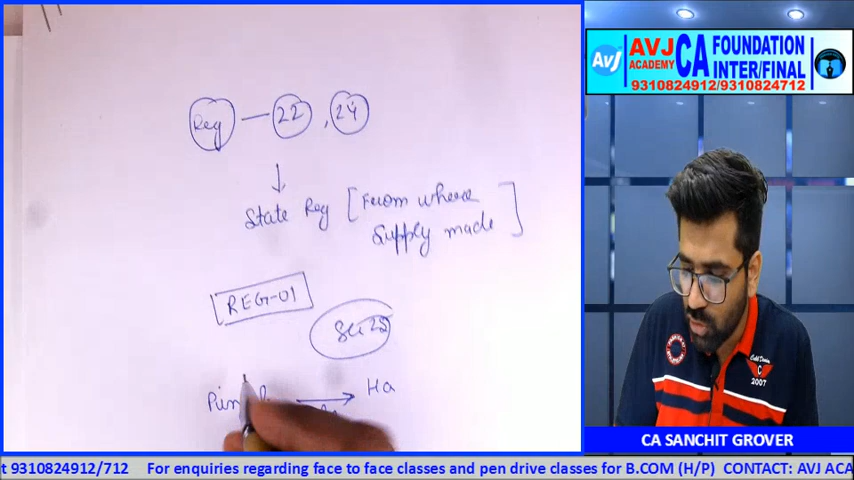 Reg — 22, 24
State Reg [From where
Supply made]
REG-01
Ha
AVJ
AVJ
ACADEMY
CA
FOUNDATION
INTER/FINAL
9310824912/9310824712
2007
CA SANCHIT GROVER
t 9310824912/712 For enquiries regarding face to face classes and pen drive classes for B.COM (H/P) CONTACT: AVJ ACA